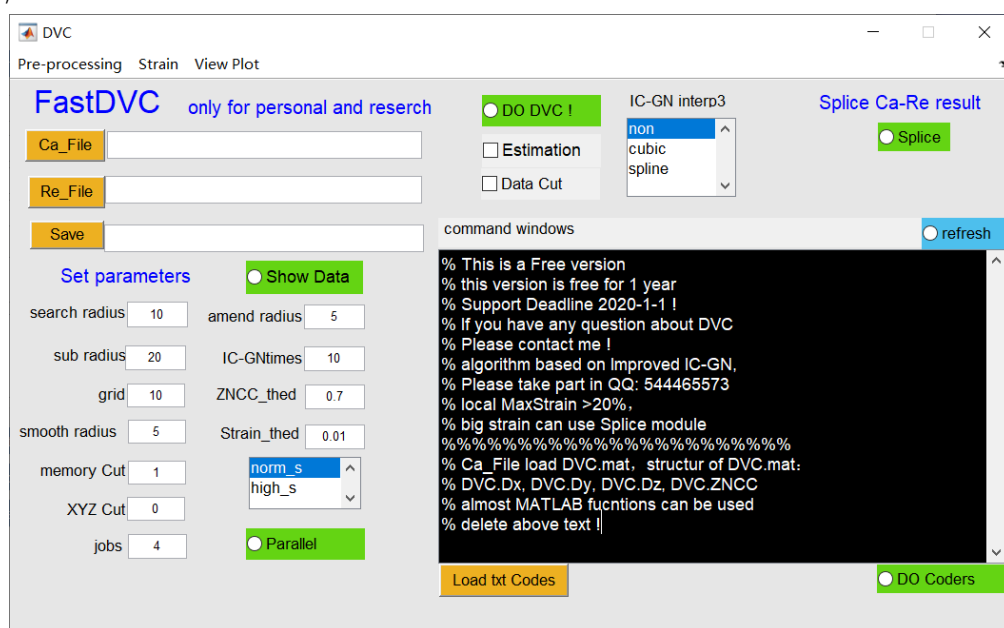 DVC
Pre-processing Strain View Plot
FastDVC only for personal and reserch
DO DVC !
IC-GN interp3
Splice Ca-Re result
Ca_File
Estimation
non
cubic
spline
Splice
Re_File
Data Cut
Save
command windows
refresh
Set parameters
Show Data
search radius 10
amend radius 5
sub radius 20
IC-GNtimes 10
grid 10
ZNCC_thed 0.7
smooth radius 5
Strain_thed 0.01
memory Cut 1
norm_s
high_s
XYZ Cut 0
jobs 4
Parallel
% This is a Free version
% this version is free for 1 year
% Support Deadline 2020-1-1 !
% If you have any question about DVC
% Please contact me !
% algorithm based on Improved IC-GN,
% Please take part in QQ: 544465573
% local MaxStrain >20%，
% big strain can use Splice module
%%%%%%%%%%%%%%%%%%%%%%%
% Ca_File load DVC.mat，structur of DVC.mat：
% DVC.Dx, DVC.Dy, DVC.Dz, DVC.ZNCC
% almost MATLAB fucntions can be used
% delete above text !
Load txt Codes
DO Coders